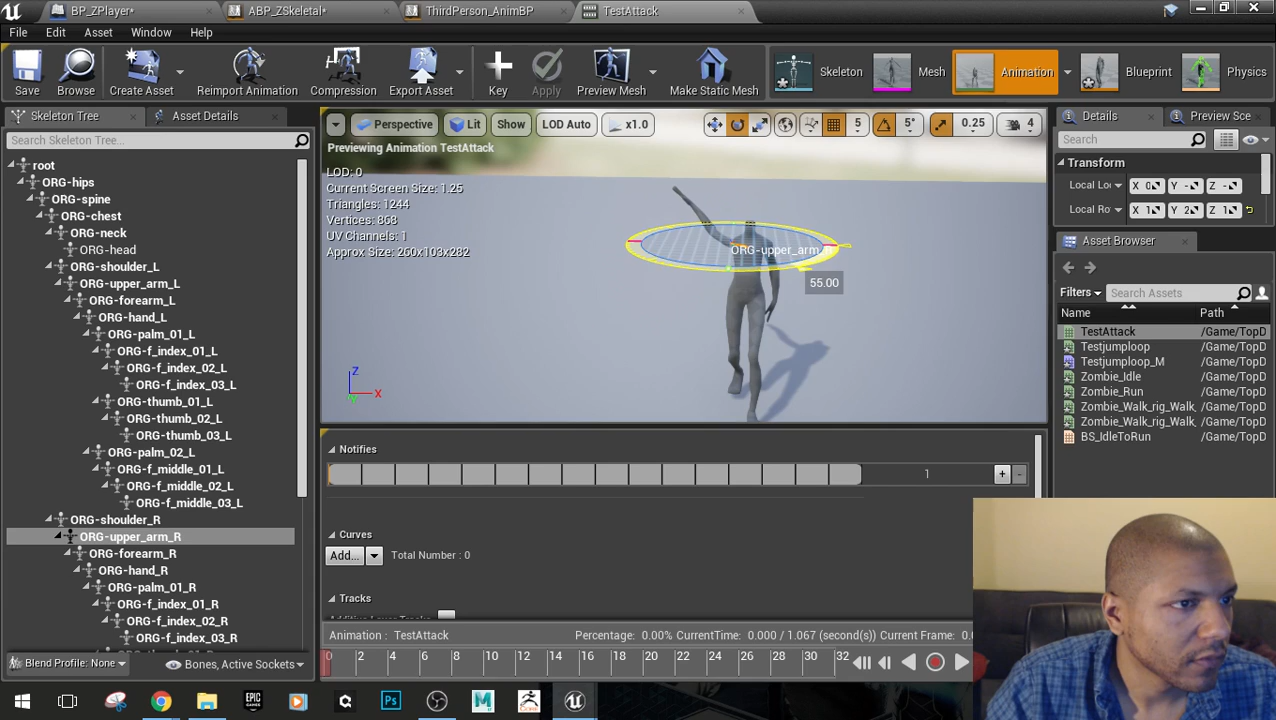 BP_ZPlayer*
ABP_ZSkeletal*
ThirdPerson_AnimBP
TestAttack
File Edit Asset Window Help
Save
Browse
Create Asset
Reimport Animation
Compression
Export Asset
Key
Apply
Preview Mesh
Make Static Mesh
Skeleton
Mesh
Animation
Blueprint
Physics
Skeleton Tree
Asset Details
Search Skeleton Tree...
root
ORG-hips
ORG-spine
ORG-chest
ORG-neck
ORG-head
ORG-shoulder_L
ORG-upper_arm_L
ORG-forearm_L
ORG-hand_L
ORG-palm_01_L
ORG-f_index_01_L
ORG-f_index_02_L
ORG-f_index_03_L
ORG-thumb_01_L
ORG-thumb_02_L
ORG-thumb_03_L
ORG-palm_02_L
ORG-f_middle_01_L
ORG-f_middle_02_L
ORG-f_middle_03_L
ORG-shoulder_R
ORG-upper_arm_R
ORG-forearm_R
ORG-hand_R
ORG-palm_01_R
ORG-f_index_01_R
ORG-f_index_02_R
ORG-f_index_03_R
Blend Profile: None
Bones, Active Sockets
Perspective Lit Show LOD Auto x1.0 5 5° 0.25 4
Previewing Animation TestAttack
LOD: 0
Current Screen Size: 1.25
Triangles: 1244
Vertices: 868
UV Channels: 1
Approx Size: 260x103x282
ORG-upper_arm
55.00
Z
X
Y
Notifies
1 + -
Curves
Add... Total Number : 0
Tracks
Animation : TestAttack Percentage: 0.00% CurrentTime: 0.000 / 1.067 (second(s)) Current Frame: 0
0 2 4 6 8 10 12 14 16 18 20 22 24 26 28 30 32
Details
Preview Sce
Search
Transform
Local Lo X 0 Y - Z -
Local Ro X 1 Y 2 Z 1
Asset Browser
Filters Search Assets
Name Path
TestAttack /Game/TopD
Testjumploop /Game/TopD
Testjumploop_M /Game/TopD
Zombie_Idle /Game/TopD
Zombie_Run /Game/TopD
Zombie_Walk_rig_Walk_ /Game/TopD
Zombie_Walk_rig_Walk_ /Game/TopD
BS_IdleToRun /Game/TopD
EPIC GAMES
Ps
M